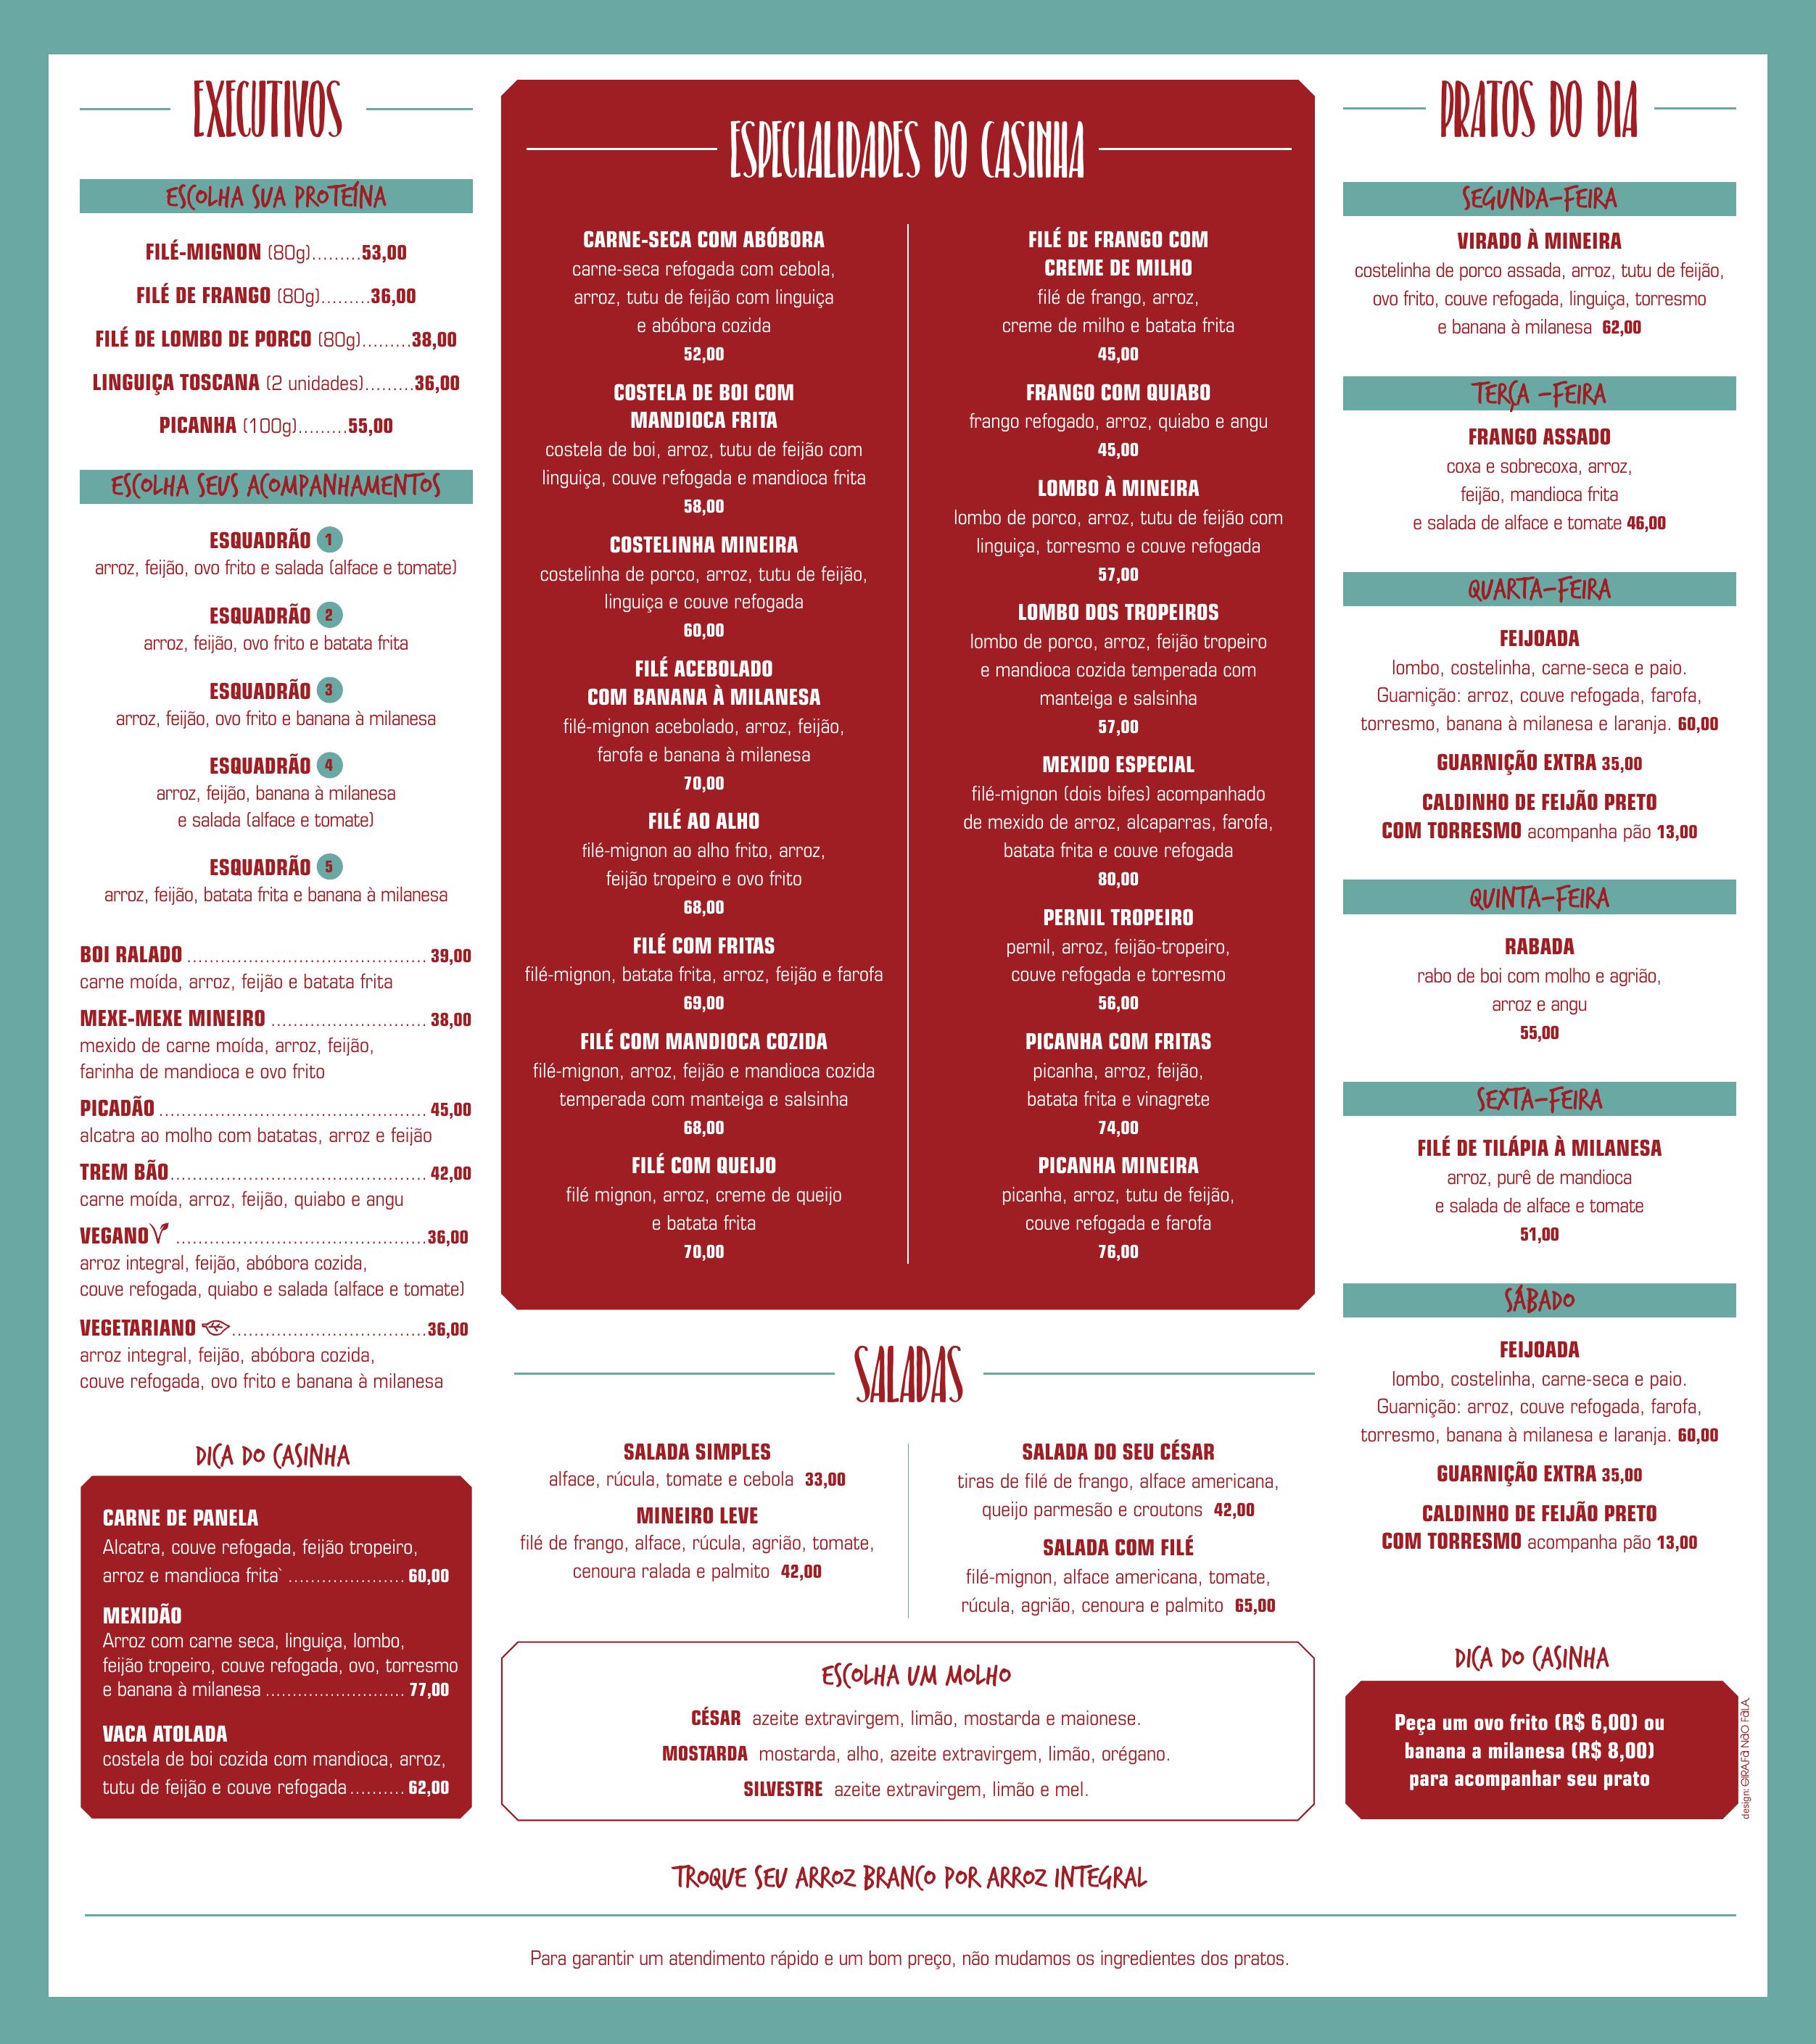 EXECUTIVOS
ESCOLHA SUA PROTEÍNA
FILÉ-MIGNON (80g).........53,00
FILÉ DE FRANGO (80g).........36,00
FILÉ DE LOMBO DE PORCO (80g).........38,00
LINGUIÇA TOSCANA (2 unidades).........36,00
PICANHA (100g).........55,00
ESCOLHA SEUS ACOMPANHAMENTOS
ESQUADRÃO 1
arroz, feijão, ovo frito e salada (alface e tomate)
ESQUADRÃO 2
arroz, feijão, ovo frito e batata frita
ESQUADRÃO 3
arroz, feijão, ovo frito e banana à milanesa
ESQUADRÃO 4
arroz, feijão, banana à milanesa
e salada (alface e tomate)
ESQUADRÃO 5
arroz, feijão, batata frita e banana à milanesa
BOI RALADO ........................................... 39,00
carne moída, arroz, feijão e batata frita
MEXE-MEXE MINEIRO ............................ 38,00
mexido de carne moída, arroz, feijão,
farinha de mandioca e ovo frito
PICADÃO ................................................ 45,00
alcatra ao molho com batatas, arroz e feijão
TREM BÃO.............................................. 42,00
carne moída, arroz, feijão, quiabo e angu
VEGANO .............................................36,00
arroz integral, feijão, abóbora cozida,
couve refogada, quiabo e salada (alface e tomate)
VEGETARIANO ...................................36,00
arroz integral, feijão, abóbora cozida,
couve refogada, ovo frito e banana à milanesa
DICA DO CASINHA
CARNE DE PANELA
Alcatra, couve refogada, feijão tropeiro,
arroz e mandioca frita` ..................... 60,00
MEXIDÃO
Arroz com carne seca, linguiça, lombo,
feijão tropeiro, couve refogada, ovo, torresmo
e banana à milanesa ......................... 77,00
VACA ATOLADA
costela de boi cozida com mandioca, arroz,
tutu de feijão e couve refogada.......... 62,00
ESPECIALIDADES DO CASINHA
CARNE-SECA COM ABÓBORA
carne-seca refogada com cebola,
arroz, tutu de feijão com linguiça
e abóbora cozida
52,00
COSTELA DE BOI COM
MANDIOCA FRITA
costela de boi, arroz, tutu de feijão com
linguiça, couve refogada e mandioca frita
58,00
COSTELINHA MINEIRA
costelinha de porco, arroz, tutu de feijão,
linguiça e couve refogada
60,00
FILÉ ACEBOLADO
COM BANANA À MILANESA
filé-mignon acebolado, arroz, feijão,
farofa e banana à milanesa
70,00
FILÉ AO ALHO
filé-mignon ao alho frito, arroz,
feijão tropeiro e ovo frito
68,00
FILÉ COM FRITAS
filé-mignon, batata frita, arroz, feijão e farofa
69,00
FILÉ COM MANDIOCA COZIDA
filé-mignon, arroz, feijão e mandioca cozida
temperada com manteiga e salsinha
68,00
FILÉ COM QUEIJO
filé mignon, arroz, creme de queijo
e batata frita
70,00
FILÉ DE FRANGO COM
CREME DE MILHO
filé de frango, arroz,
creme de milho e batata frita
45,00
FRANGO COM QUIABO
frango refogado, arroz, quiabo e angu
45,00
LOMBO À MINEIRA
lombo de porco, arroz, tutu de feijão com
linguiça, torresmo e couve refogada
57,00
LOMBO DOS TROPEIROS
lombo de porco, arroz, feijão tropeiro
e mandioca cozida temperada com
manteiga e salsinha
57,00
MEXIDO ESPECIAL
filé-mignon (dois bifes) acompanhado
de mexido de arroz, alcaparras, farofa,
batata frita e couve refogada
80,00
PERNIL TROPEIRO
pernil, arroz, feijão-tropeiro,
couve refogada e torresmo
56,00
PICANHA COM FRITAS
picanha, arroz, feijão,
batata frita e vinagrete
74,00
PICANHA MINEIRA
picanha, arroz, tutu de feijão,
couve refogada e farofa
76,00
SALADAS
SALADA SIMPLES
alface, rúcula, tomate e cebola 33,00
MINEIRO LEVE
filé de frango, alface, rúcula, agrião, tomate,
cenoura ralada e palmito 42,00
SALADA DO SEU CÉSAR
tiras de filé de frango, alface americana,
queijo parmesão e croutons 42,00
SALADA COM FILÉ
filé-mignon, alface americana, tomate,
rúcula, agrião, cenoura e palmito 65,00
ESCOLHA UM MOLHO
CÉSAR azeite extravirgem, limão, mostarda e maionese.
MOSTARDA mostarda, alho, azeite extravirgem, limão, orégano.
SILVESTRE azeite extravirgem, limão e mel.
PRATOS DO DIA
SEGUNDA-FEIRA
VIRADO À MINEIRA
costelinha de porco assada, arroz, tutu de feijão,
ovo frito, couve refogada, linguiça, torresmo
e banana à milanesa 62,00
TERÇA -FEIRA
FRANGO ASSADO
coxa e sobrecoxa, arroz,
feijão, mandioca frita
e salada de alface e tomate 46,00
QUARTA-FEIRA
FEIJOADA
lombo, costelinha, carne-seca e paio.
Guarnição: arroz, couve refogada, farofa,
torresmo, banana à milanesa e laranja. 60,00
GUARNIÇÃO EXTRA 35,00
CALDINHO DE FEIJÃO PRETO
COM TORRESMO acompanha pão 13,00
QUINTA-FEIRA
RABADA
rabo de boi com molho e agrião,
arroz e angu
55,00
SEXTA-FEIRA
FILÉ DE TILÁPIA À MILANESA
arroz, purê de mandioca
e salada de alface e tomate
51,00
SÁBADO
FEIJOADA
lombo, costelinha, carne-seca e paio.
Guarnição: arroz, couve refogada, farofa,
torresmo, banana à milanesa e laranja. 60,00
GUARNIÇÃO EXTRA 35,00
CALDINHO DE FEIJÃO PRETO
COM TORRESMO acompanha pão 13,00
DICA DO CASINHA
Peça um ovo frito (R$ 6,00) ou
banana a milanesa (R$ 8,00)
para acompanhar seu prato
design: GIRAFA NÃO FALA.
TROQUE SEU ARROZ BRANCO POR ARROZ INTEGRAL
Para garantir um atendimento rápido e um bom preço, não mudamos os ingredientes dos pratos.